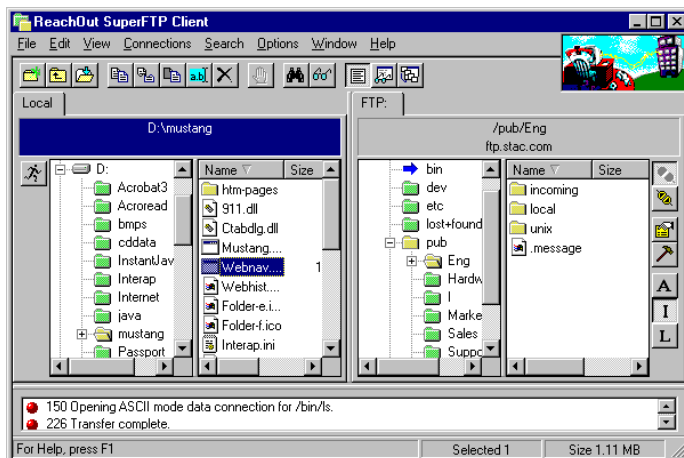 ReachOut SuperFTP Client
File Edit View Connections Search Options Window Help
Local
FTP:
D:\mustang
/pub/Eng
ftp.stac.com
D:
Acrobat3
Acroread
bmps
cddata
InstantJav
Interap
Internet
java
mustang
Passport
Name Size
htm-pages
911.dll
Ctabdlg.dll
Mustang....
Webnav.... 1
Webhist....
Folder-e.i...
Folder-f.ico
Interap.ini
bin
dev
etc
lost+found
pub
Eng
Hardw
I
Marke
Sales
Suppo
Name Size
incoming
local
unix
.message
A
I
L
150 Opening ASCII mode data connection for /bin/ls.
226 Transfer complete.
For Help, press F1 Selected 1 Size 1.11 MB